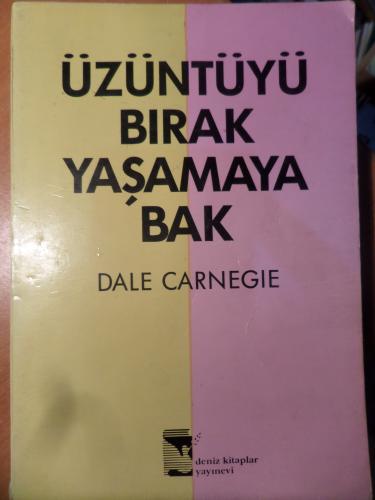 ÜZÜNTÜYÜ
BIRAK
YAŞAMAYA
BAK
DALE CARNEGIE
deniz kitaplar
yayınevi